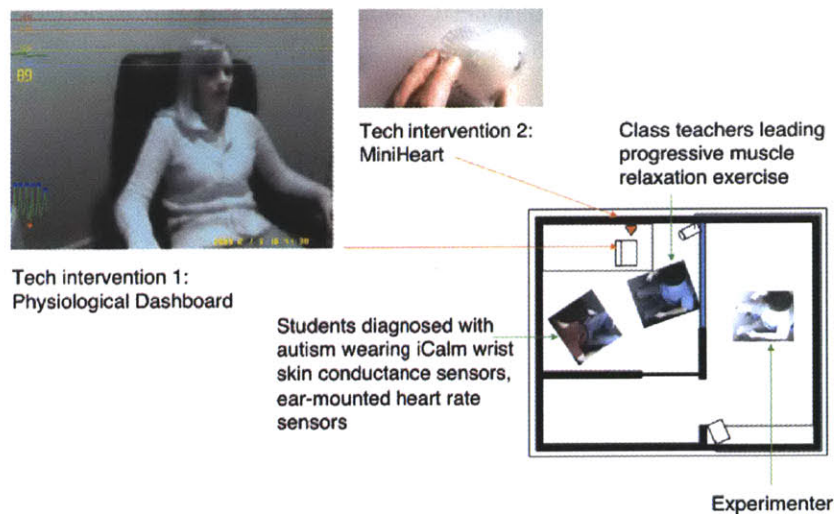 89
Tech intervention 1:
Physiological Dashboard
Tech intervention 2:
MiniHeart
Class teachers leading
progressive muscle
relaxation exercise
Students diagnosed with
autism wearing iCalm wrist
skin conductance sensors,
ear-mounted heart rate
sensors
Experimenter